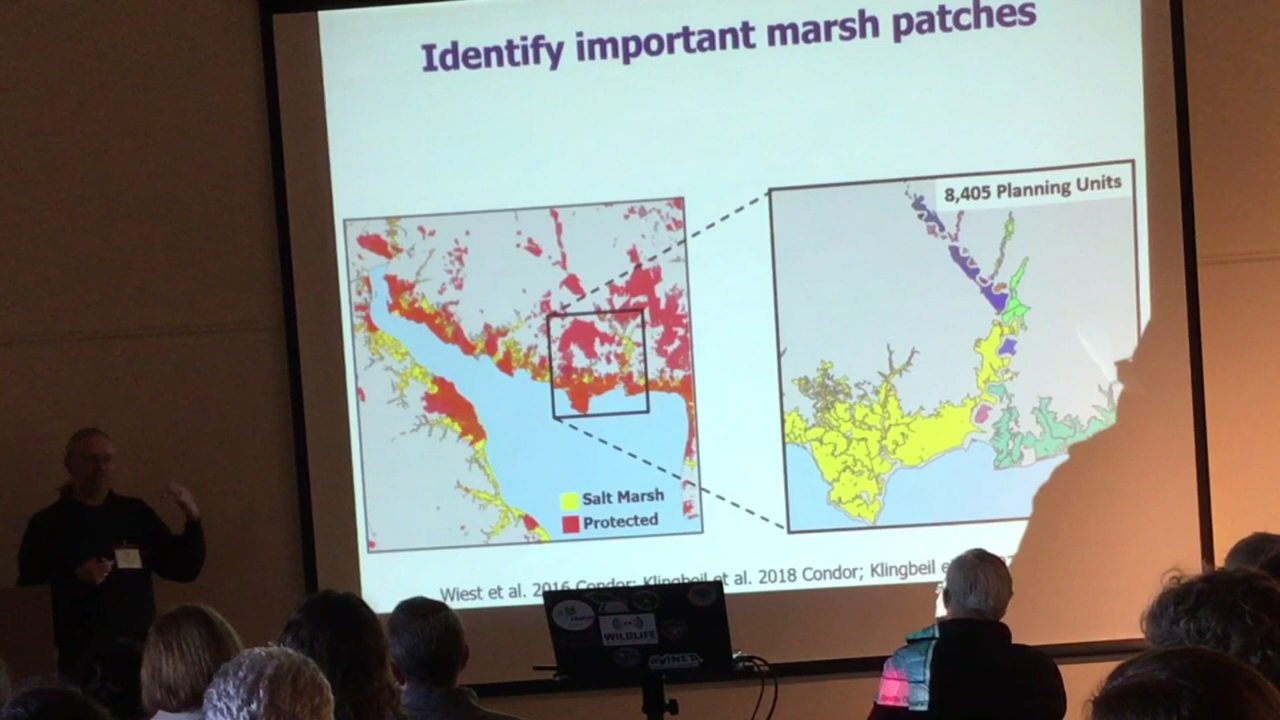 Identify important marsh patches
8,405 Planning Units
Salt Marsh
Protected
Wiest et al. 2016 Condor; Klingbeil et al. 2018 Condor; Klingbeil
WILDLIFE
AVINET